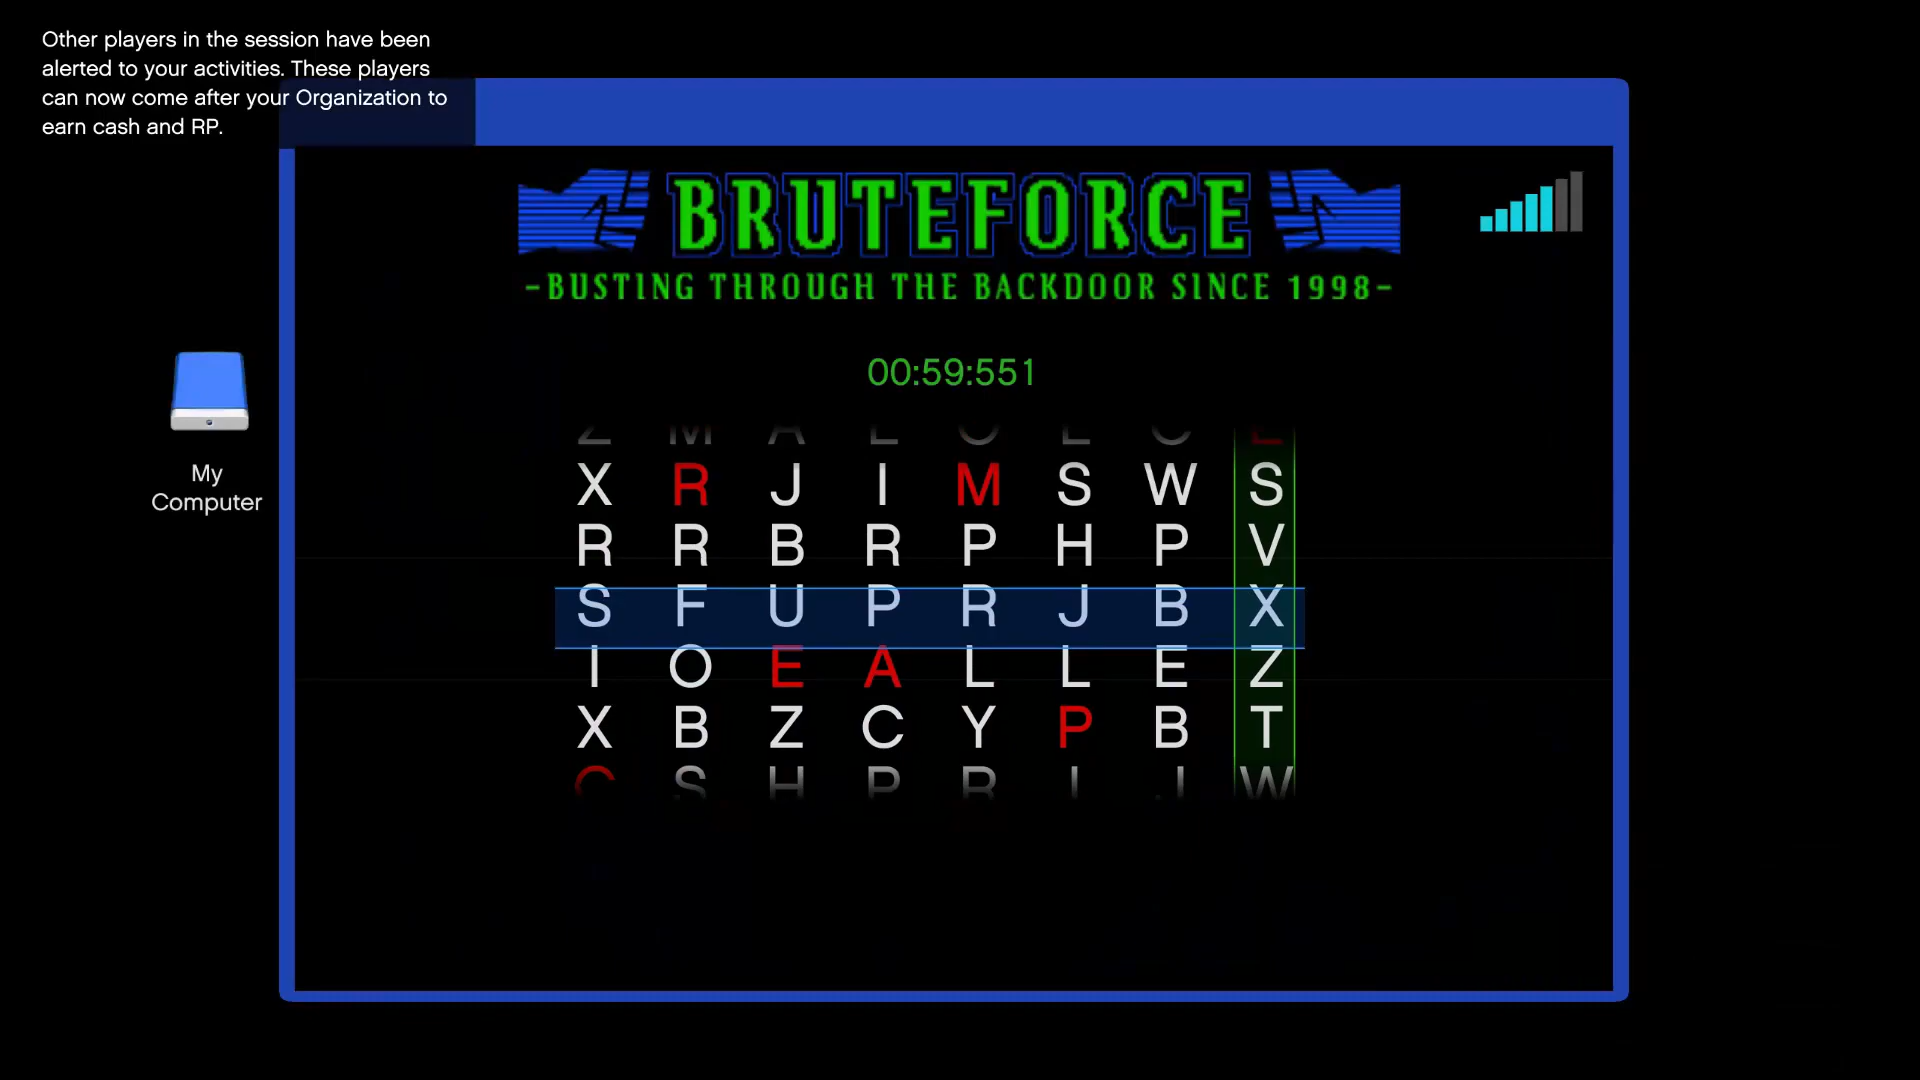 Other players in the session have been
alerted to your activities. These players
can now come after your Organization to
earn cash and RP.
BRUTEFORCE
-BUSTING THROUGH THE BACKDOOR SINCE 1998-
My
Computer
00:59:551
X R J I M S W S
R R B R P H P V
S F U P R J B X
I O E A L L E Z
X B Z C Y P B T